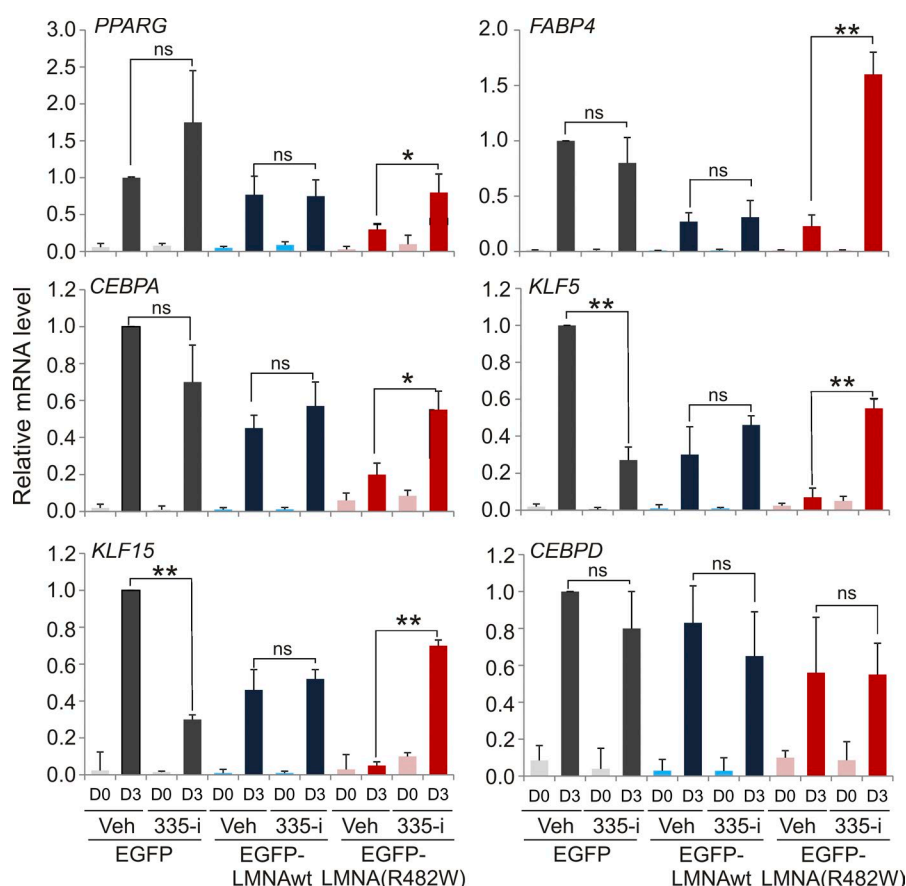 Relative mRNA level
PPARG
3.0
2.5
2.0
1.5
1.0
0.5
0.0
ns
ns
*
FABP4
2.0
1.5
1.0
0.5
0.0
ns
ns
**
CEBPA
1.2
1.0
0.8
0.6
0.4
0.2
0.0
ns
ns
*
KLF5
1.2
1.0
0.8
0.6
0.4
0.2
0.0
**
ns
**
KLF15
1.2
1.0
0.8
0.6
0.4
0.2
0.0
**
ns
**
D0 D3 D0 D3 D0 D3 D0 D3 D0 D3 D0 D3
Veh 335-i Veh 335-i Veh 335-i
EGFP EGFP- EGFP-
LMNAwt LMNA(R482W)
CEBPD
1.2
1.0
0.8
0.6
0.4
0.2
0.0
ns
ns
ns
D0 D3 D0 D3 D0 D3 D0 D3 D0 D3 D0 D3
Veh 335-i Veh 335-i Veh 335-i
EGFP EGFP- EGFP-
LMNAwt LMNA(R482W)